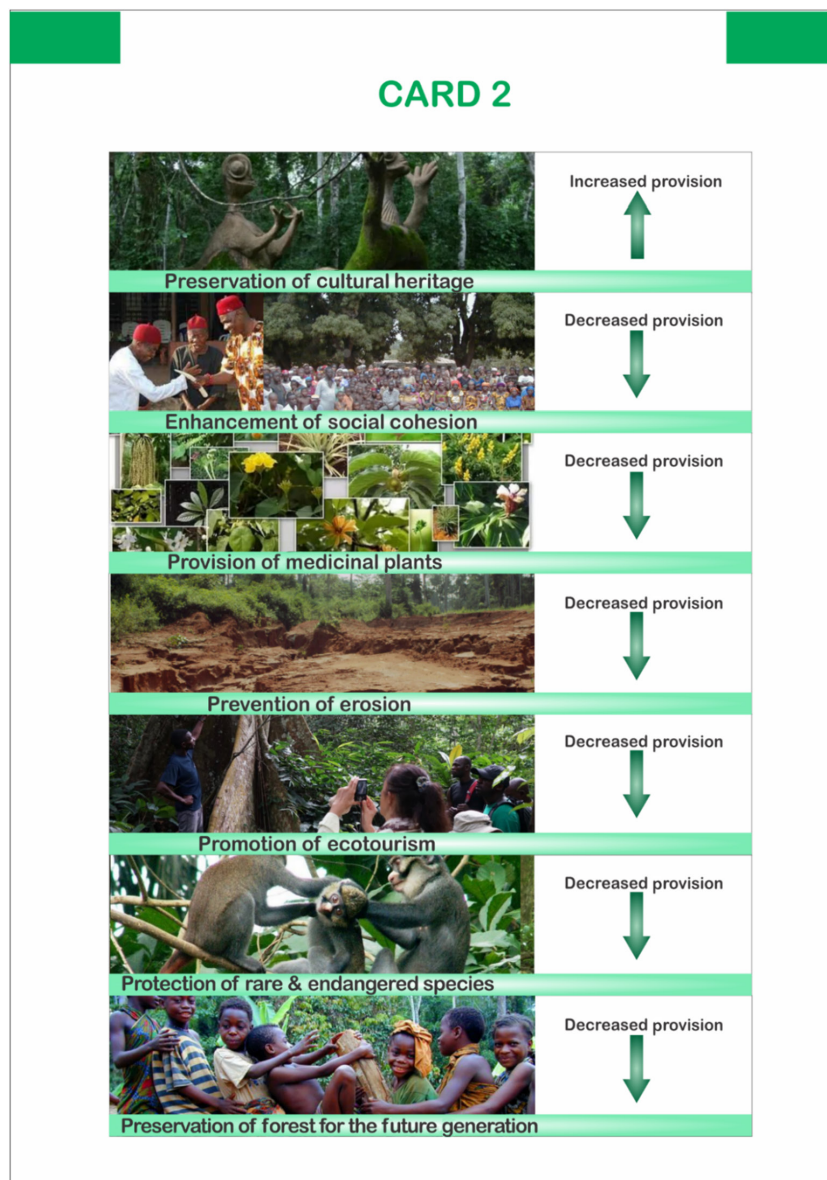 CARD 2
Increased provision
Preservation of cultural heritage
Decreased provision
Enhancement of social cohesion
Decreased provision
Provision of medicinal plants
Decreased provision
Prevention of erosion
Decreased provision
Promotion of ecotourism
Decreased provision
Protection of rare & endangered species
Decreased provision
Preservation of forest for the future generation